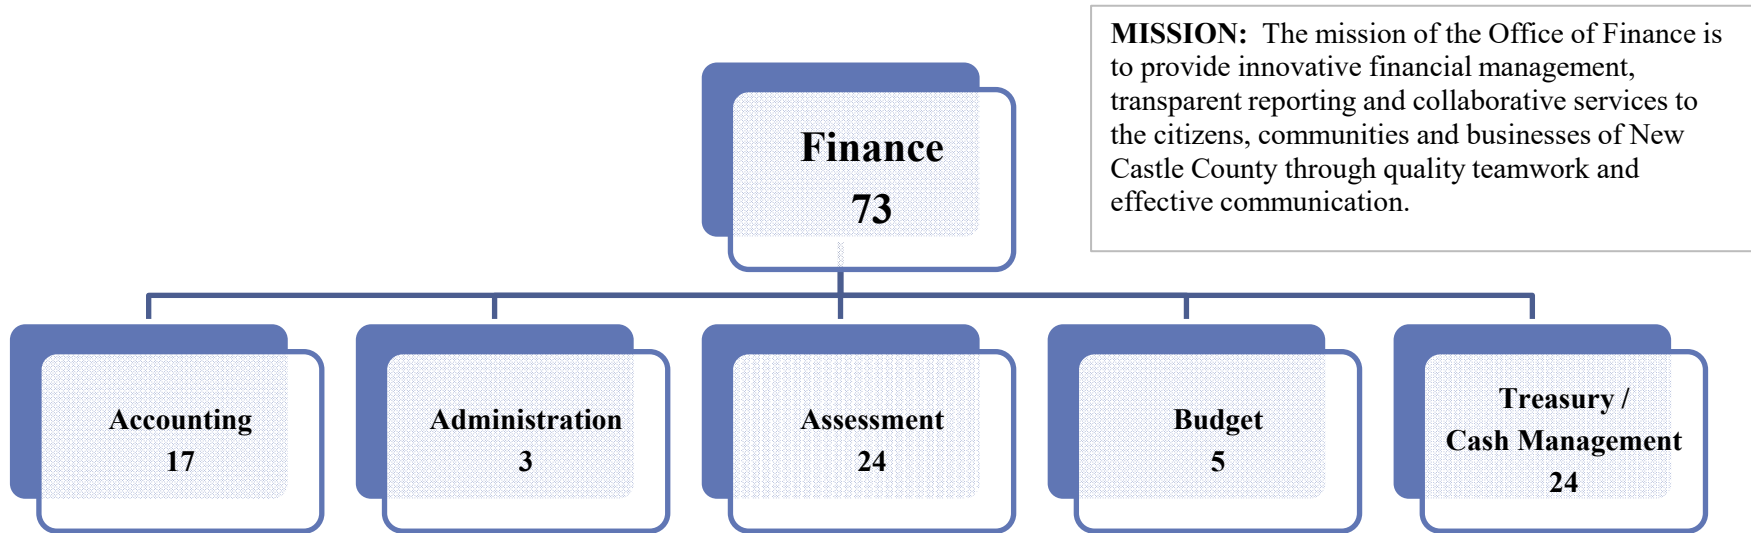 MISSION: The mission of the Office of Finance is
to provide innovative financial management,
transparent reporting and collaborative services to
the citizens, communities and businesses of New
Castle County through quality teamwork and
effective communication.
Finance
73
Accounting
17
Administration
3
Assessment
24
Budget
5
Treasury /
Cash Management
24